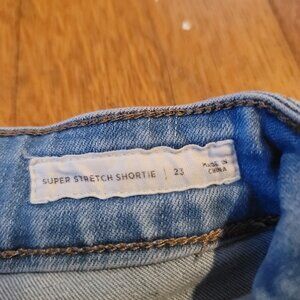 SUPER STRETCH SHORTIE | 23
MADE IN
CHINA